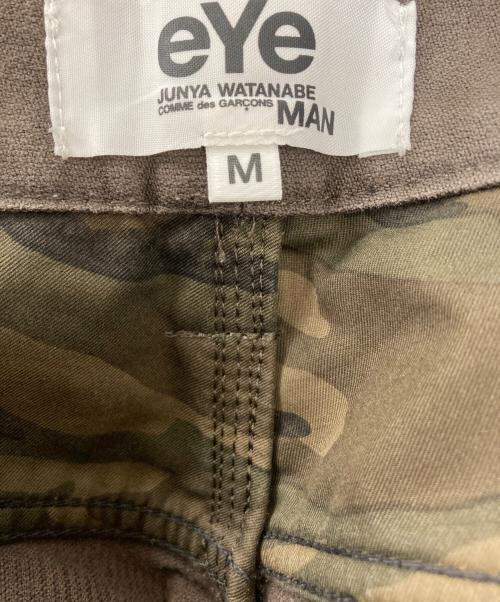 eYe
JUNYA WATANABE
COMME des GARÇONS MAN
M